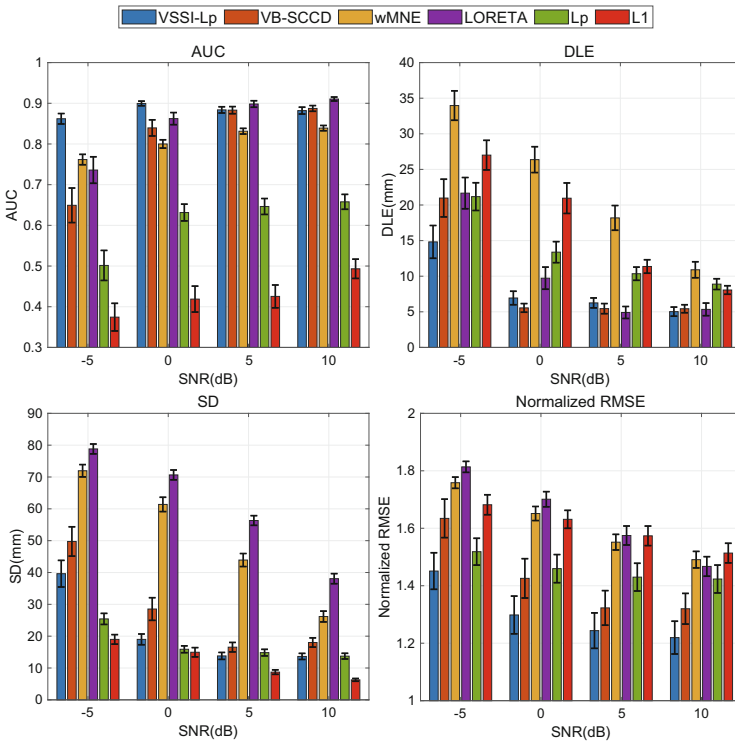 VSSI-Lp VB-SCCD wMNE LORETA Lp L1
AUC DLE
1
0.9
0.8
0.7
0.6
0.5
0.4
0.3
AUC
-5 0 5 10
SNR(dB)
40
35
30
25
20
15
10
5
0
DLE(mm)
-5 0 5 10
SNR(dB)
SD Normalized RMSE
90
80
70
60
50
40
30
20
10
0
SD(mm)
-5 0 5 10
SNR(dB)
2
1.8
1.6
1.4
1.2
1
Normalized RMSE
-5 0 5 10
SNR(dB)